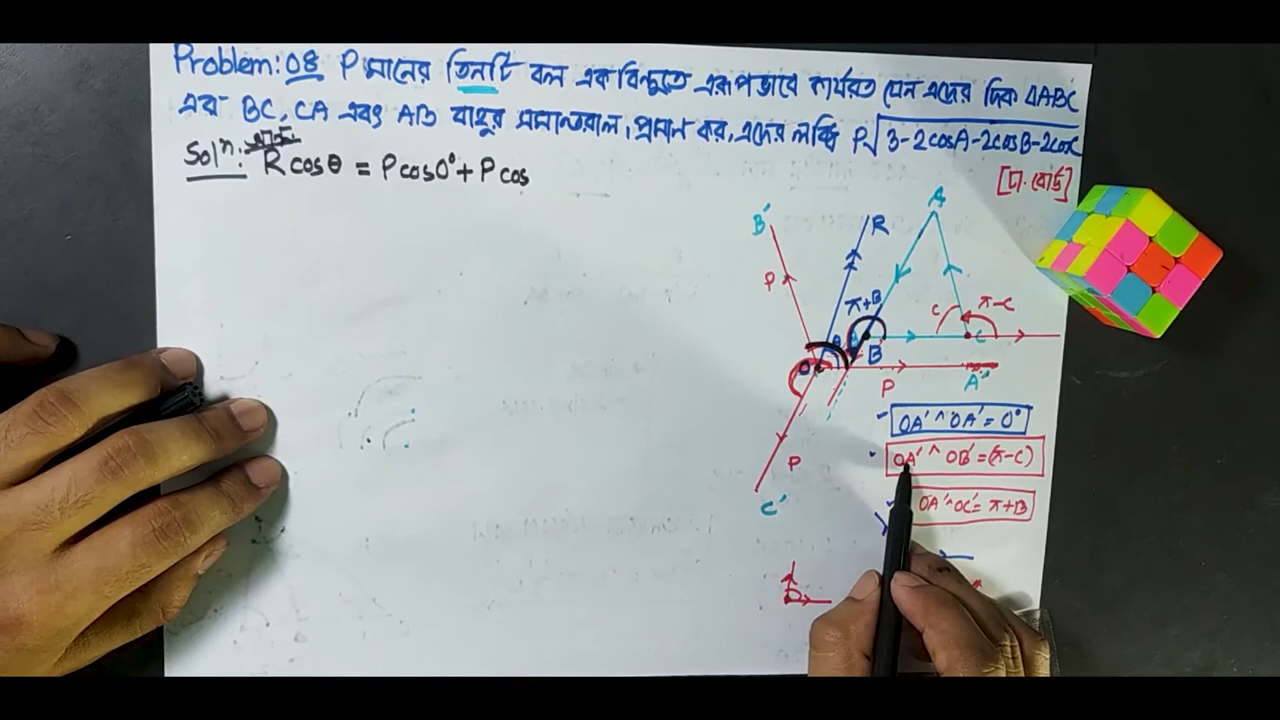 Problem: 08 P মানের তিনটি বল এক বিন্দুতে এরূপভাবে কার্যরত যেন এদের দিক ΔABC
এর BC, CA এবং AB বাহুর সমান্তরাল। প্রমাণ কর, এদের লব্ধি P√3-2cosA-2cosB-2cosC
[ঢা. বোর্ড]
Solⁿ: Rcosθ = Pcos0° + Pcos
A
B'
R
P
π+B
C
π-C
C
θ
B
O
P
A'
P
C'
OA' ^ OA' = 0°
OA' ^ OB' = (π-C)
OA' ^ OC' = π+B